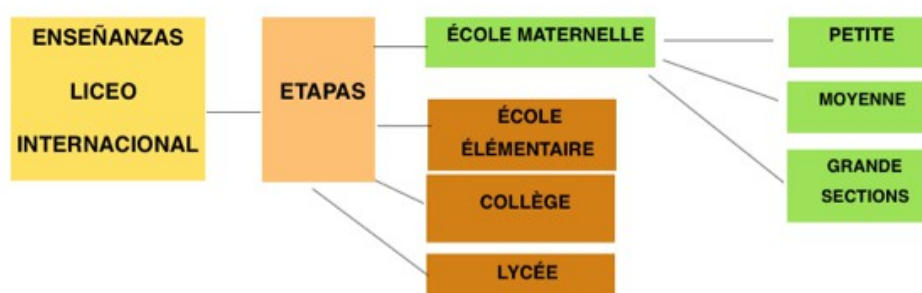 ENSEÑANZAS
LICEO
INTERNACIONAL
ETAPAS
ÉCOLE MATERNELLE
ÉCOLE
ÉLÉMENTAIRE
COLLÈGE
LYCÉE
PETITE
MOYENNE
GRANDE
SECTIONS